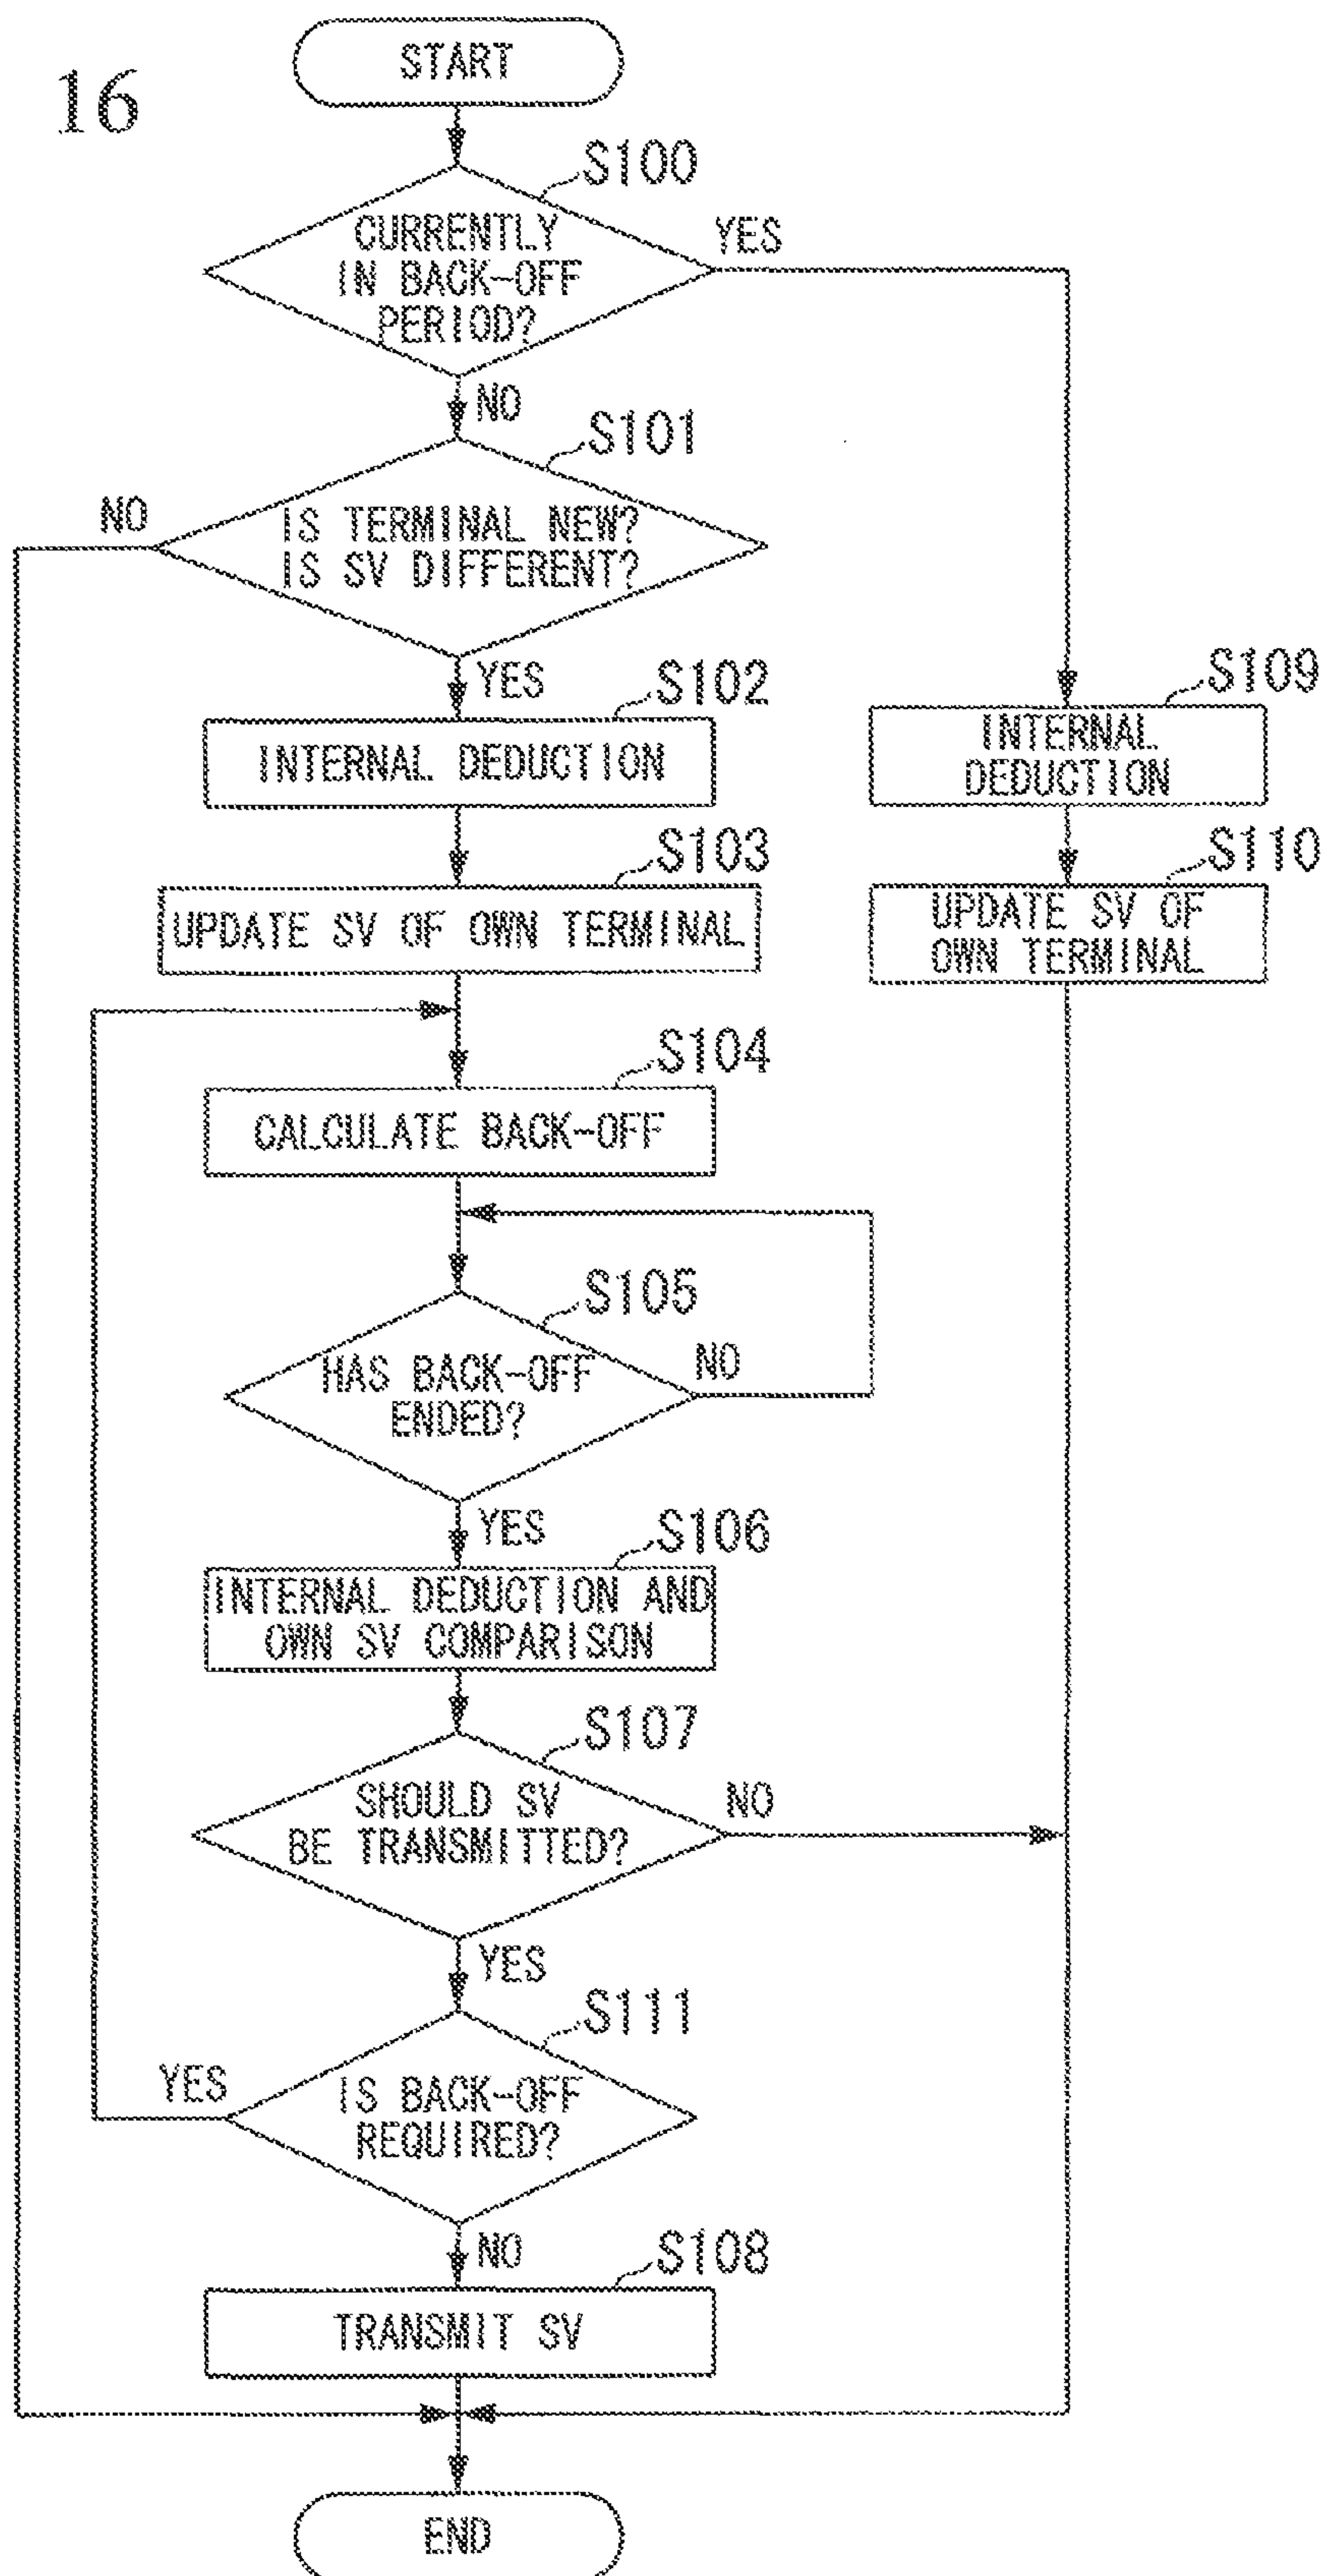 16
START
S100
CURRENTLY
IN BACK-OFF
PERIOD?
YES
NO
S101
NO
IS TERMINAL NEW?
IS SV DIFFERENT?
YES
S102
INTERNAL DEDUCTION
S109
INTERNAL
DEDUCTION
S103
UPDATE SV OF OWN TERMINAL
S110
UPDATE SV OF
OWN TERMINAL
S104
CALCULATE BACK-OFF
S105
HAS BACK-OFF
ENDED?
NO
YES
S106
INTERNAL DEDUCTION AND
OWN SV COMPARISON
S107
SHOULD SV
BE TRANSMITTED?
NO
YES
S111
YES
IS BACK-OFF
REQUIRED?
NO
S108
TRANSMIT SV
END